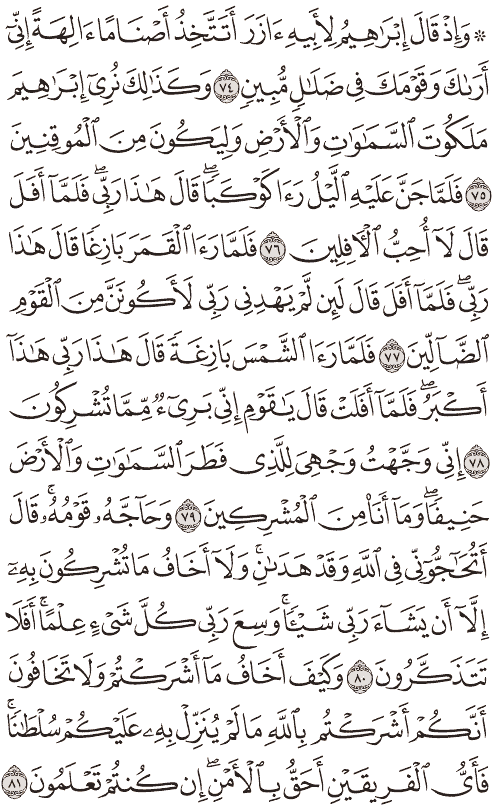 ۞ وَإِذْ قَالَ إِبْرَٰهِيمُ لِأَبِيهِ ءَازَرَ أَتَتَّخِذُ أَصْنَامًا ءَالِهَةً إِنِّىٓ
أَرَىٰكَ وَقَوْمَكَ فِى ضَلَٰلٍ مُّبِينٍ ٧٤ وَكَذَٰلِكَ نُرِىٓ إِبْرَٰهِيمَ
مَلَكُوتَ ٱلسَّمَٰوَٰتِ وَٱلْأَرْضِ وَلِيَكُونَ مِنَ ٱلْمُوقِنِينَ
٧٥ فَلَمَّا جَنَّ عَلَيْهِ ٱلَّيْلُ رَءَا كَوْكَبًا ۖ قَالَ هَٰذَا رَبِّى ۖ فَلَمَّآ أَفَلَ
قَالَ لَآ أُحِبُّ ٱلْءَافِلِينَ ٧٦ فَلَمَّا رَءَا ٱلْقَمَرَ بَازِغًا قَالَ هَٰذَا
رَبِّى ۖ فَلَمَّآ أَفَلَ قَالَ لَئِن لَّمْ يَهْدِنِى رَبِّى لَأَكُونَنَّ مِنَ ٱلْقَوْمِ
ٱلضَّآلِّينَ ٧٧ فَلَمَّا رَءَا ٱلشَّمْسَ بَازِغَةً قَالَ هَٰذَا رَبِّى هَٰذَآ
أَكْبَرُ ۖ فَلَمَّآ أَفَلَتْ قَالَ يَٰقَوْمِ إِنِّى بَرِىٓءٌ مِّمَّا تُشْرِكُونَ
٧٨ إِنِّى وَجَّهْتُ وَجْهِىَ لِلَّذِى فَطَرَ ٱلسَّمَٰوَٰتِ وَٱلْأَرْضَ
حَنِيفًا ۖ وَمَآ أَنَا۠ مِنَ ٱلْمُشْرِكِينَ ٧٩ وَحَآجَّهُۥ قَوْمُهُۥ ۚ قَالَ
أَتُحَٰٓجُّوٓنِّى فِى ٱللَّهِ وَقَدْ هَدَىٰنِ ۚ وَلَآ أَخَافُ مَا تُشْرِكُونَ بِهِۦٓ
إِلَّآ أَن يَشَآءَ رَبِّى شَيْـًٔا ۗ وَسِعَ رَبِّى كُلَّ شَىْءٍ عِلْمًا ۗ أَفَلَا
تَتَذَكَّرُونَ ٨٠ وَكَيْفَ أَخَافُ مَآ أَشْرَكْتُمْ وَلَا تَخَافُونَ
أَنَّكُمْ أَشْرَكْتُم بِٱللَّهِ مَا لَمْ يُنَزِّلْ بِهِۦ عَلَيْكُمْ سُلْطَٰنًا ۚ
فَأَىُّ ٱلْفَرِيقَيْنِ أَحَقُّ بِٱلْأَمْنِ ۖ إِن كُنتُمْ تَعْلَمُونَ ٨١